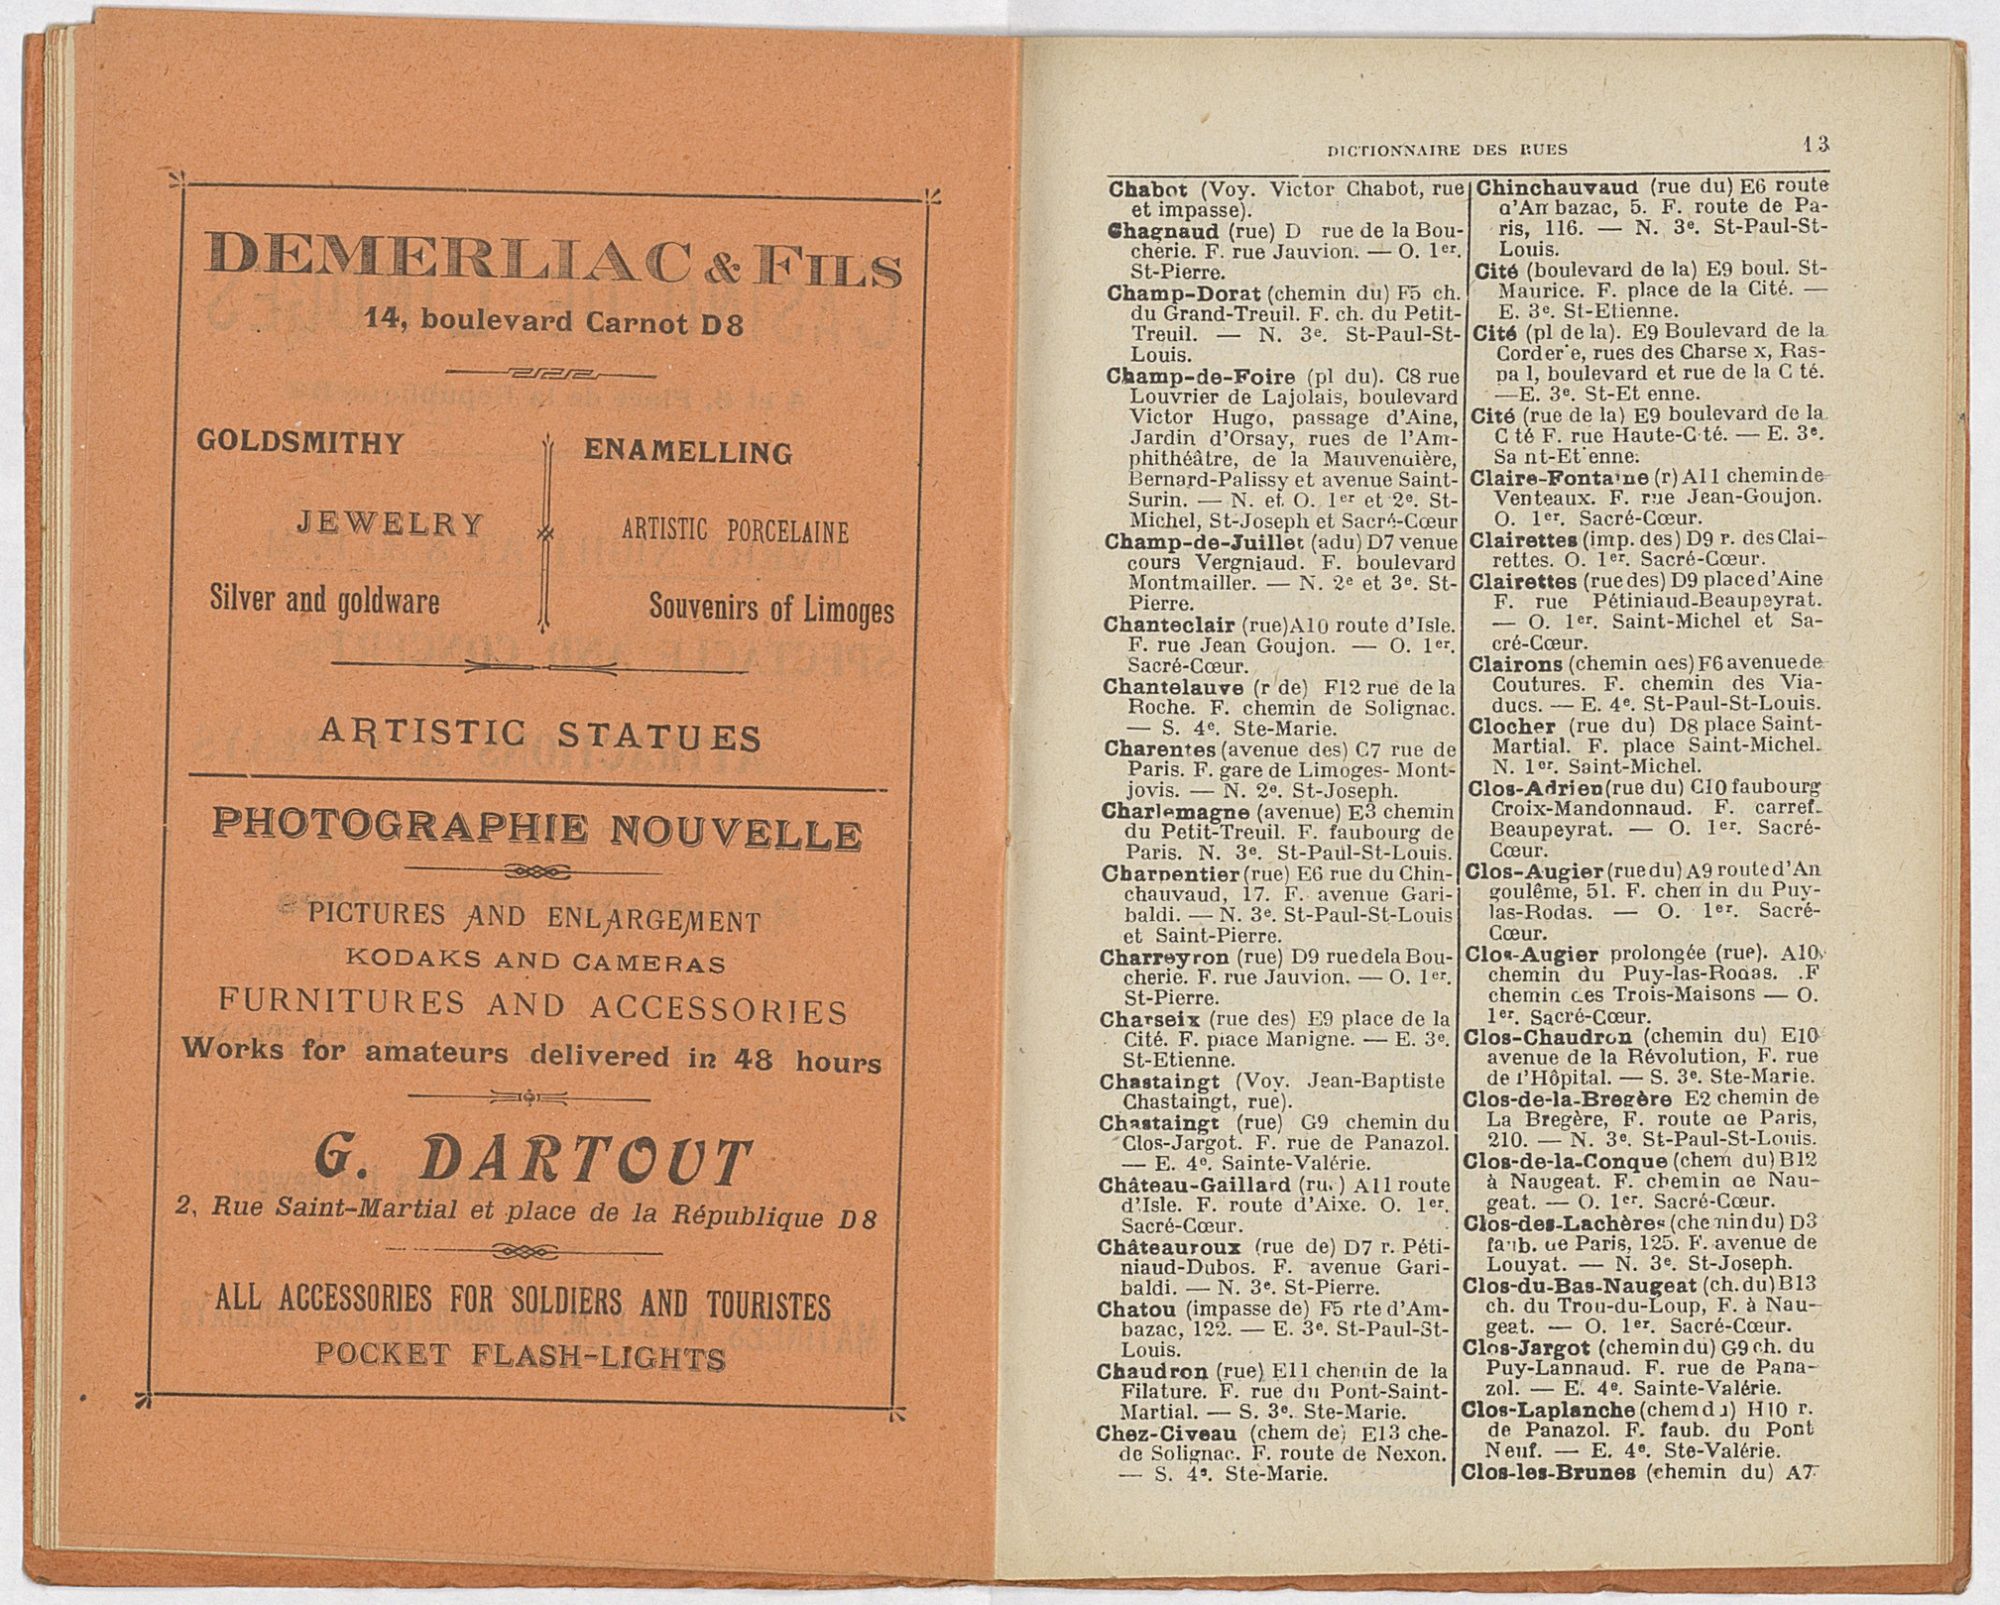 DEMERLIAC & FILS
14, boulevard Carnot D8
GOLDSMITHY
JEWELRY
Silver and goldware
ENAMELLING
ARTISTIC PORCELAINE
Souvenirs of Limoges
ARTISTIC STATUES
PHOTOGRAPHIE NOUVELLE
PICTURES AND ENLARGEMENT
KODAKS AND CAMERAS
FURNITURES AND ACCESSORIES
Works for amateurs delivered in 48 hours
G. DARTOUT
2, Rue Saint-Martial et place de la République D8
ALL ACCESSORIES FOR SOLDIERS AND TOURISTES
POCKET FLASH-LIGHTS
DICTIONNAIRE DES RUES 13
Chabot (Voy. Victor Chabot, rue
et impasse).
Chagnaud (rue) D rue de la Bou-
cherie. F. rue Jauvion. — O. 1er.
St-Pierre.
Champ-Dorat (chemin du) F5 ch.
du Grand-Treuil. F. ch. du Petit-
Treuil. — N. 3e. St-Paul-St-
Louis.
Champ-de-Foire (pl du). C8 rue
Louvrier de Lajolais, boulevard
Victor Hugo, passage d'Aine,
Jardin d'Orsay, rues de l'Am-
phithéâtre, de la Mauvendière,
Bernard-Palissy et avenue Saint-
Surin. — N. et O. 1er et 2e. St-
Michel, St-Joseph et Sacré-Cœur
Champ-de-Juillet (adu) D7 venue
cours Vergniaud. F. boulevard
Montmailler. — N. 2e et 3e. St-
Pierre.
Chanteclair (rue) A10 route d'Isle.
F. rue Jean Goujon. — O. 1er.
Sacré-Cœur.
Chantelauve (r de) F12 rue de la
Roche. F. chemin de Solignac.
— S. 4e. Ste-Marie.
Charentes (avenue des) C7 rue de
Paris. F. gare de Limoges- Mont-
jovis. — N. 2e. St-Joseph.
Charlemagne (avenue) E3 chemin
du Petit-Treuil. F. faubourg de
Paris. N. 3e. St-Paul-St-Louis.
Charpentier (rue) E6 rue du Chin-
chauvaud, 17. F. avenue Gari-
baldi. — N. 3e. St-Paul-St-Louis
et Saint-Pierre.
Charreyron (rue) D9 rue de la Bou-
cherie. F. rue Jauvion. — O. 1er.
St-Pierre.
Charseix (rue des) E9 place de la
Cité. F. place Manigne. — E. 3e.
St-Etienne.
Chastaingt (Voy. Jean-Baptiste
Chastaingt, rue).
Chastaingt (rue) G9 chemin du
Clos-Jargot. F. rue de Panazol.
— E. 4e. Sainte-Valérie.
Château-Gaillard (ru. ) A11 route
d'Isle. F. route d'Aixe. O. 1er.
Sacré-Cœur.
Châteauroux (rue de) D7 r. Péti-
niaud-Dubos. F. avenue Gari-
baldi. — N. 3e. St-Pierre.
Chatou (impasse de) F5 rte d'Am-
bazac, 122. — E. 3e. St-Paul-St-
Louis.
Chaudron (rue) E11 chemin de la
Filature. F. rue du Pont-Saint-
Martial. — S. 3e. Ste-Marie.
Chez-Civeau (chem de) E13 che-
de Solignac. F. route de Nexon.
— S. 4e. Ste-Marie.
Chinchauvaud (rue du) E6 route
d'Ambazac, 5. F. route de Pa-
ris, 116. — N. 3e. St-Paul-St-
Louis.
Cité (boulevard de la) E9 boul. St-
Maurice. F. place de la Cité. —
E. 3e. St-Etienne.
Cité (pl de la). E9 Boulevard de la
Corder e, rues des Charse x, Ras-
pa l, boulevard et rue de la C té.
— E. 3e. St-Et enne.
Cité (rue de la) E9 boulevard de la
C té F. rue Haute-C té. — E. 3e.
Sa nt-Et enne.
Claire-Fontaine (r) A11 chemin de
Venteaux. F. rue Jean-Goujon.
O. 1er. Sacré-Cœur.
Clairettes (imp. des) D9 r. des Clai-
rettes. O. 1er. Sacré-Cœur.
Clairettes (rue des) D9 place d'Aine
F. rue Pétiniaud-Beaupeyrat.
— O. 1er. Saint-Michel et Sa-
cré-Cœur.
Clairons (chemin des) F6 avenue de
Coutures. F. chemin des Via-
ducs. — E. 4e. St-Paul-St-Louis.
Clocher (rue du) D8 place Saint-
Martial. F. place Saint-Michel.
N. 1er. Saint-Michel.
Clos-Adrien (rue du) C10 faubourg
Croix-Mandonnaud. F. carref.
Beaupeyrat. — O. 1er. Sacré-
Cœur.
Clos-Augier (rue du) A9 route d'An
goulême, 51. F. chemin du Puy-
las-Rodas. — O. 1er. Sacré-
Cœur.
Clos-Augier prolongée (rue). A10,
chemin du Puy-las-Rodas. .F
chemin des Trois-Maisons — O.
1er. Sacré-Cœur.
Clos-Chaudron (chemin du) E10
avenue de la Révolution, F. rue
de l'Hôpital. — S. 3e. Ste-Marie.
Clos-de-la-Bregère E2 chemin de
La Bregère, F. route de Paris,
210. — N. 3e. St-Paul-St-Louis.
Clos-de-la-Conque (chem du) B12
à Naugeat. F. chemin de Nau-
geat. — O. 1er. Sacré-Cœur.
Clos-des-Lachères (chemin du) D3
faub. de Paris, 125. F. avenue de
Louyat. — N. 3e. St-Joseph.
Clos-du-Bas-Naugeat (ch. du) B13
ch. du Trou-du-Loup, F. à Nau-
geat. — O. 1er. Sacré-Cœur.
Clos-Jargot (chemin du) G9 ch. du
Puy-Lannaud. F. rue de Pana-
zol. — E. 4e. Sainte-Valérie.
Clos-Laplanche (chem du) H10 r.
de Panazol. F. faub. du Pont
Neuf. — E. 4e. Ste-Valérie.
Clos-les-Brunes (chemin du) A7